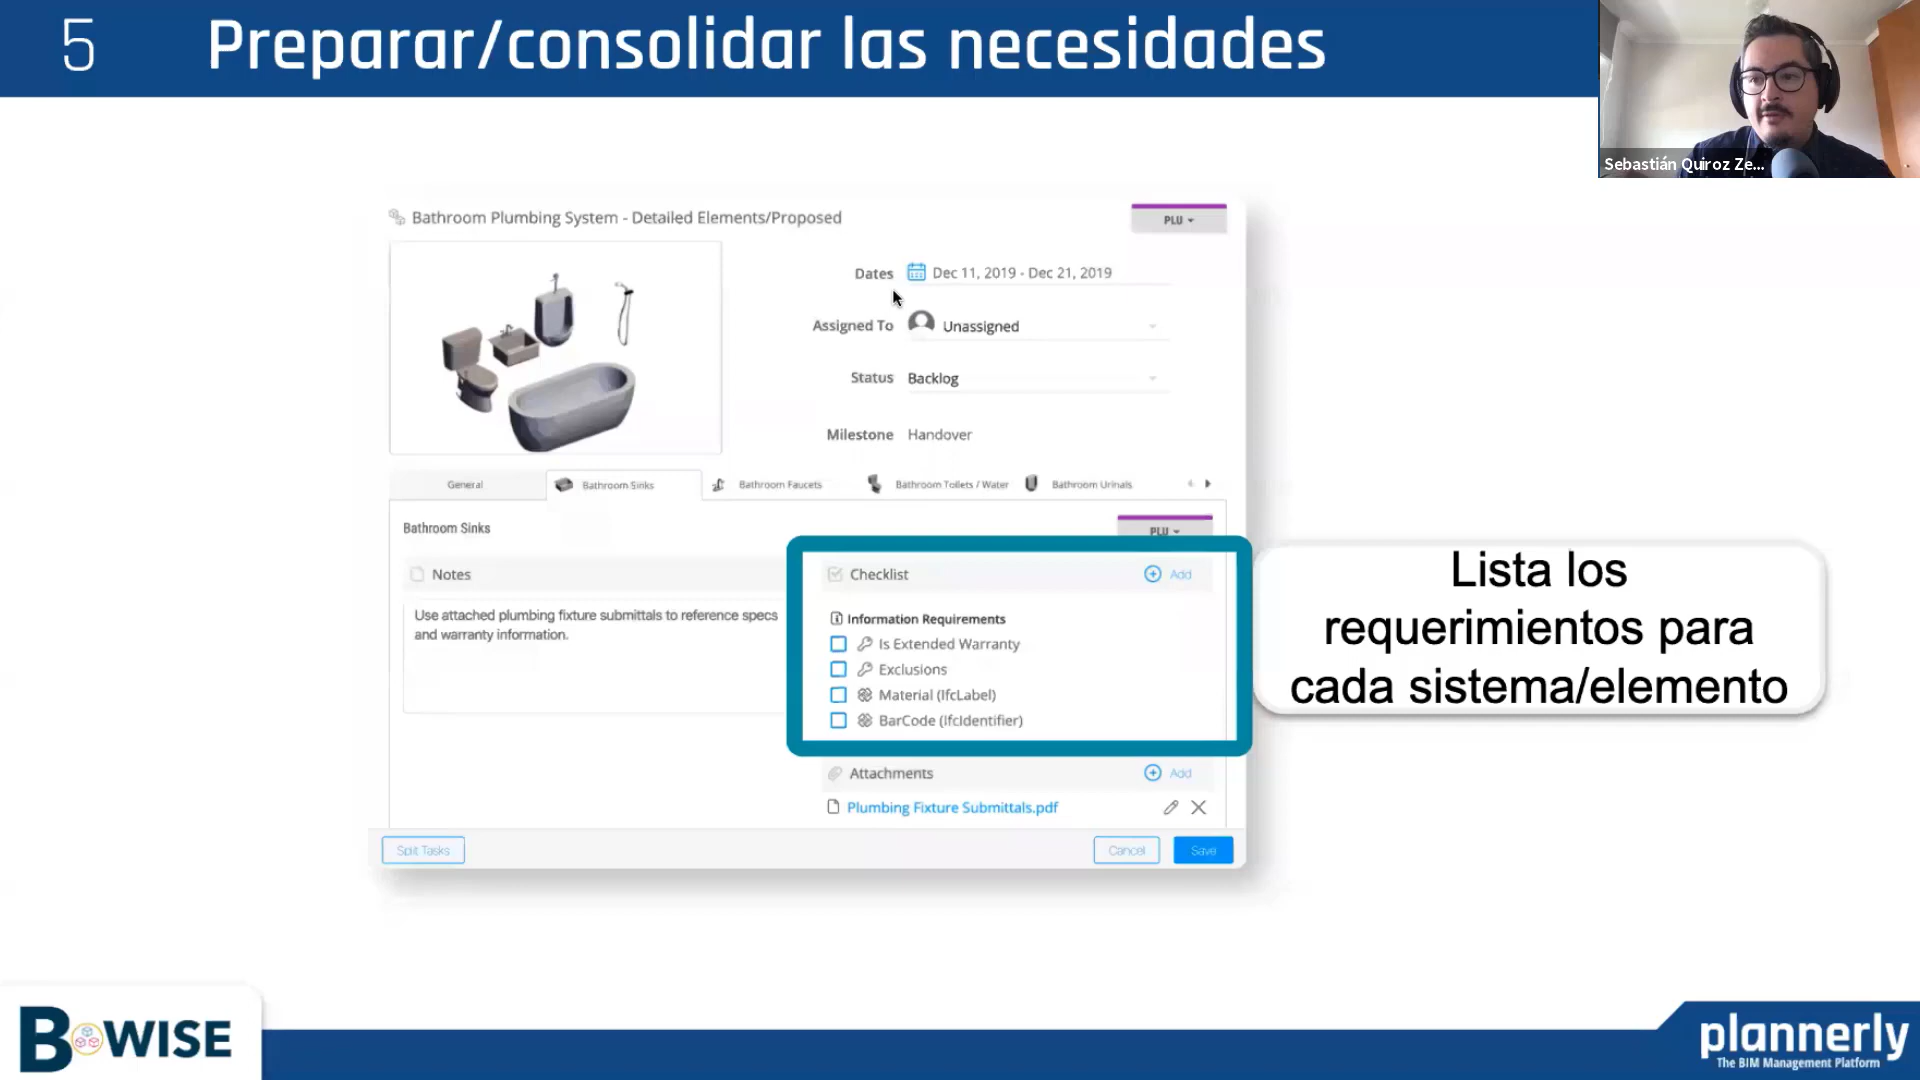 5 Preparar/consolidar las necesidades
Sebastián Quiroz Ze...
Bathroom Plumbing System - Detailed Elements/Proposed
PLU
Dates Dec 11, 2019 - Dec 21, 2019
Assigned To Unassigned
Status Backlog
Milestone Handover
General Bathroom Sinks Bathroom Faucets Bathroom Toilets / Water Bathroom Urinals
Bathroom Sinks
PLU
Notes
Use attached plumbing fixture submittals to reference specs
and warranty information.
Checklist Add
Information Requirements
Is Extended Warranty
Exclusions
Material (IfcLabel)
BarCode (IfcIdentifier)
Attachments Add
Plumbing Fixture Submittals.pdf
Split Tasks Cancel Save
Lista los
requerimientos para
cada sistema/elemento
B WISE
plannerly
The BIM Management Platform